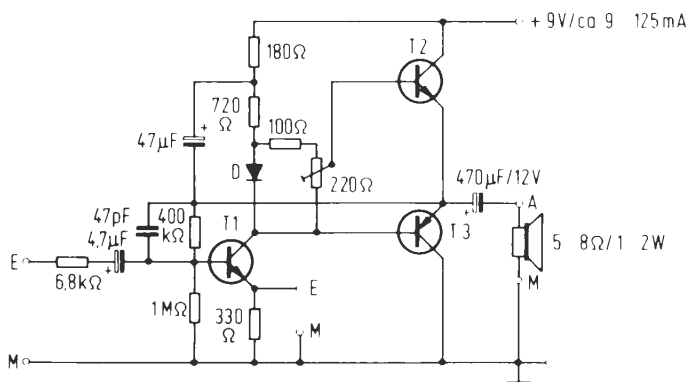 + 9V/ca 9 125mA
180Ω
T2
720
Ω
100Ω
47µF
+
D
220Ω
470µF/12V
+
A
47pF
4,7µF
+
400
kΩ
T1
T3
5 8Ω/1 2W
E
6,8kΩ
E
M
1MΩ
330
Ω
M
M